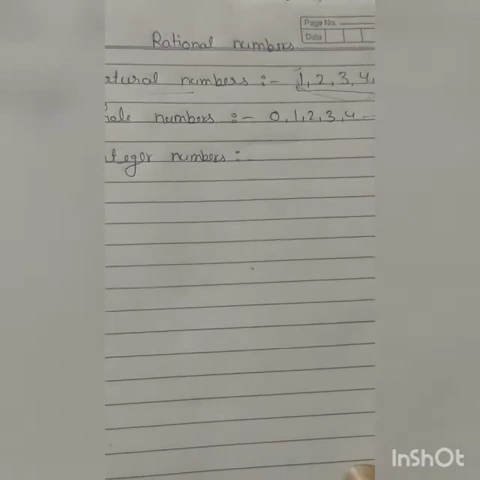 Page No.
Date
Rational numbers
tural numbers :- 1, 2, 3, 4,
hole numbers :- 0, 1, 2, 3, 4 -
teger numbers :-
InShOt